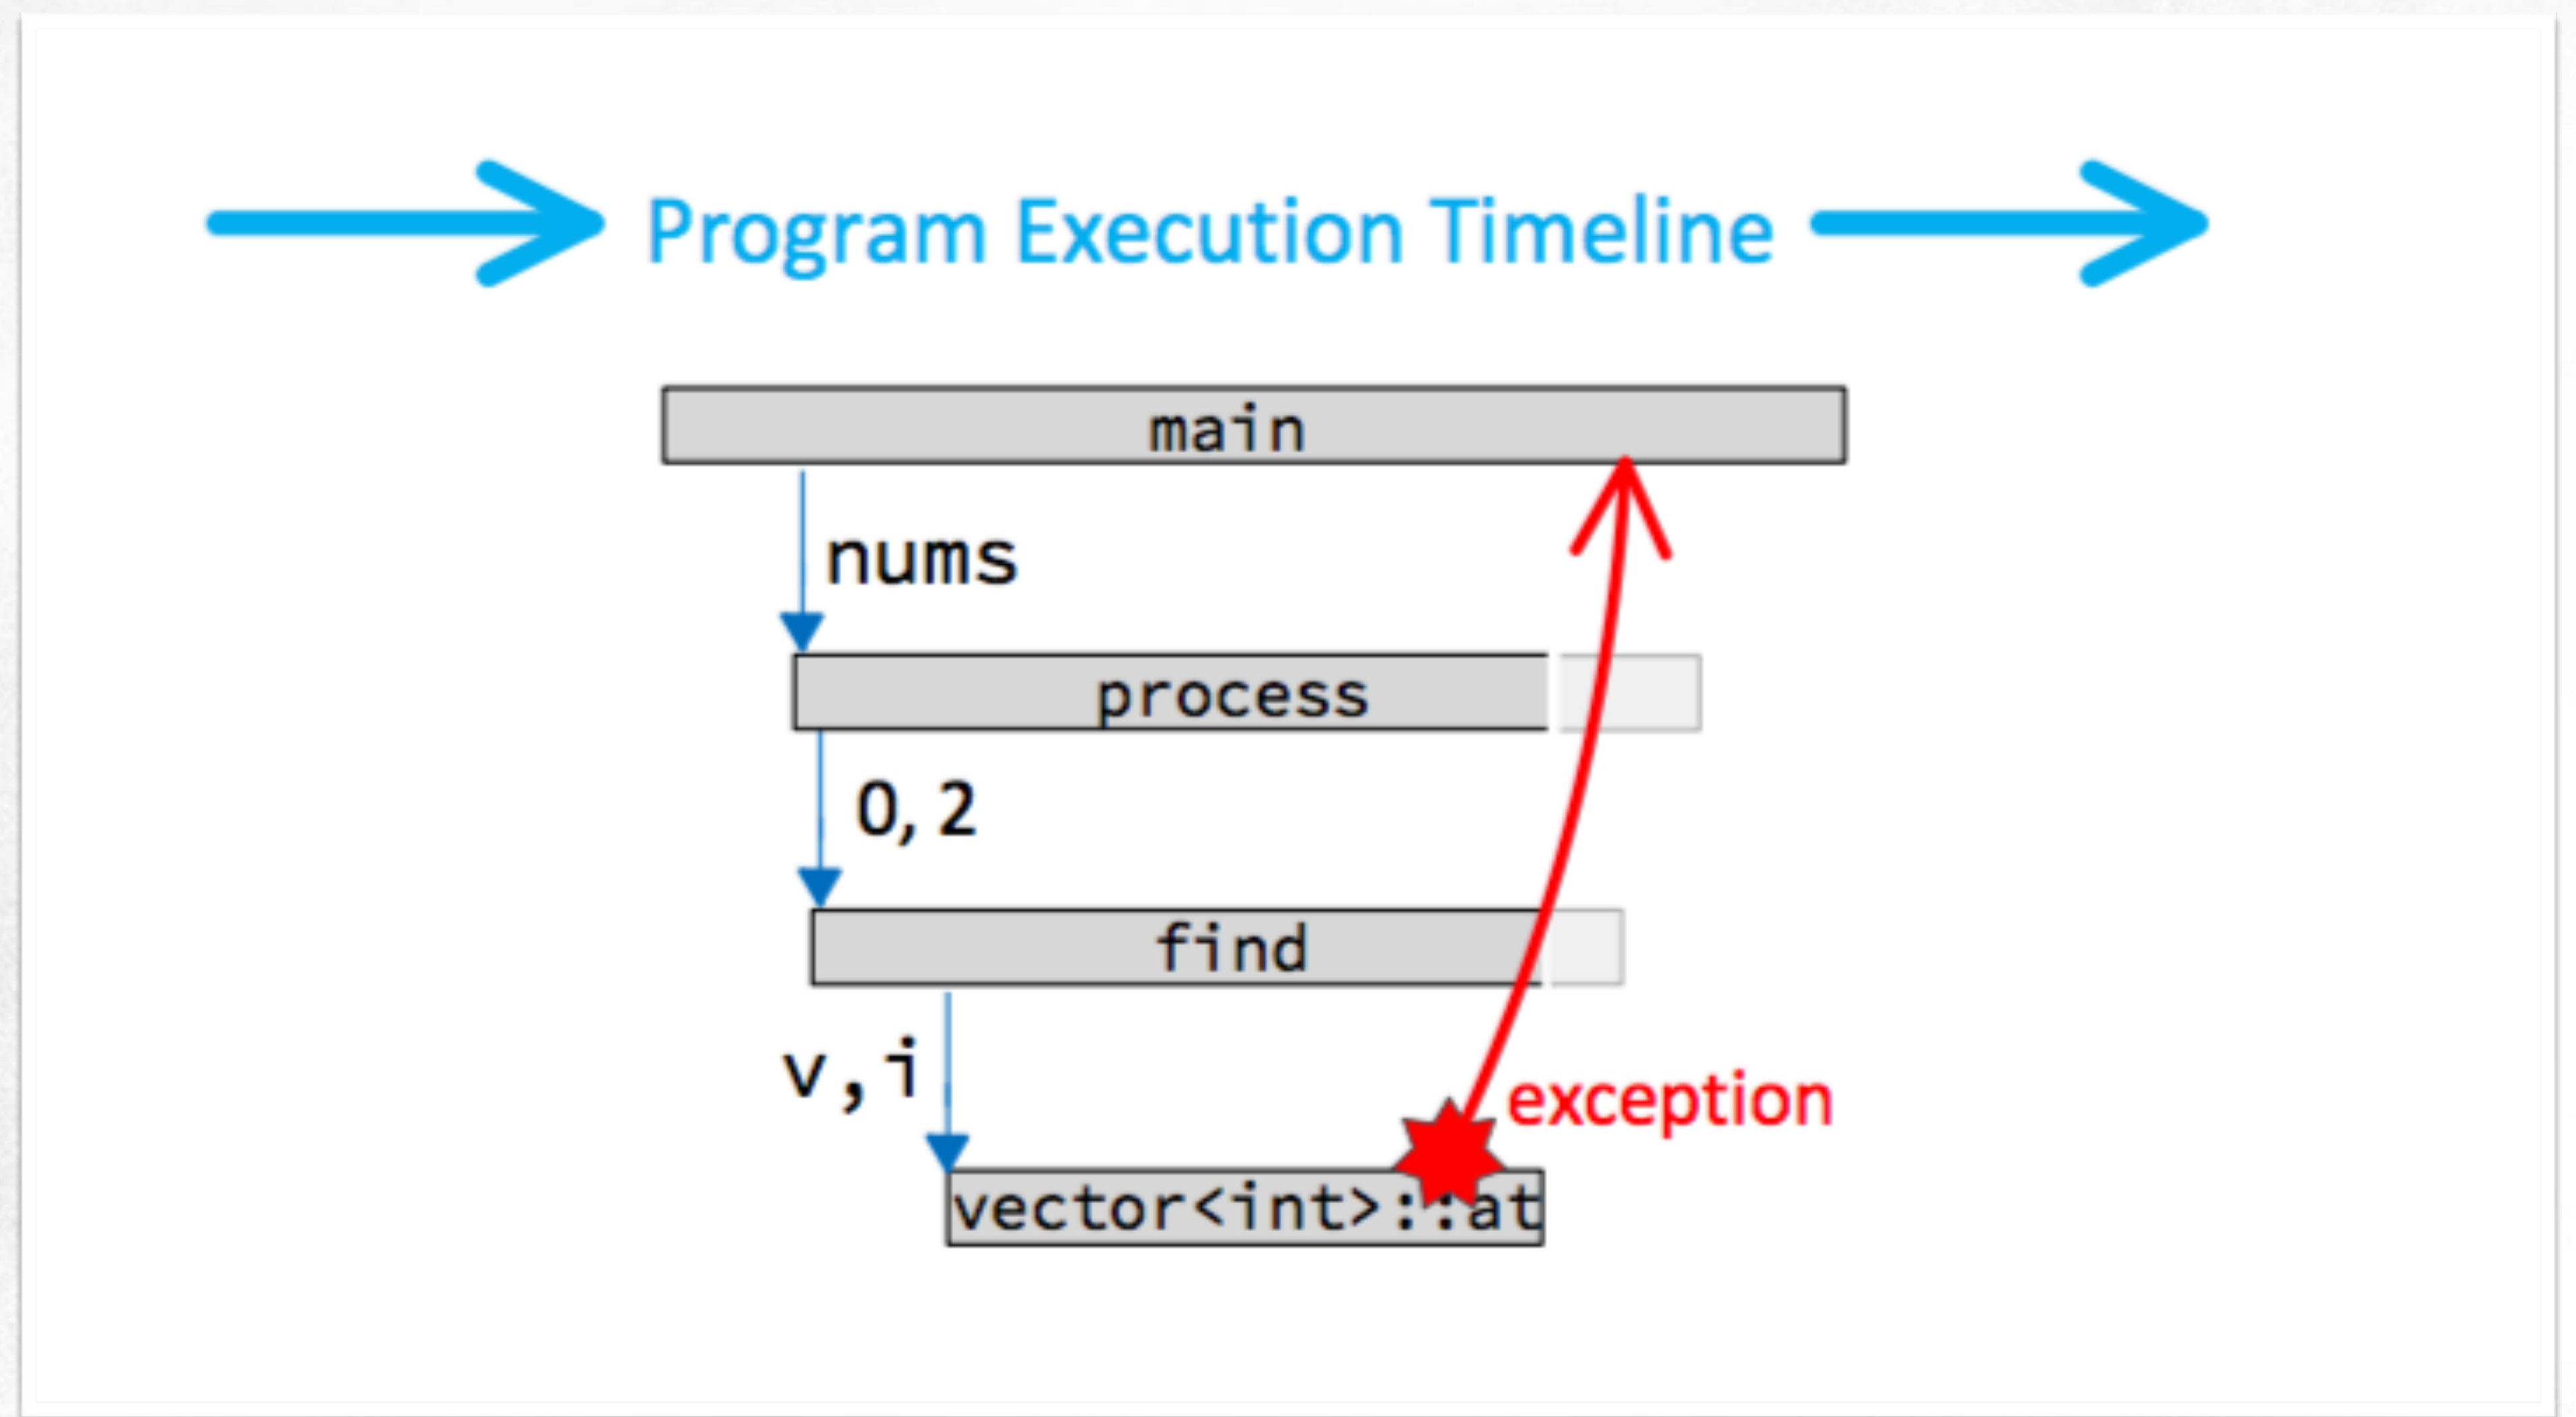 Program Execution Timeline
main
nums
process
0, 2
find
v,i
exception
vector<int>::at